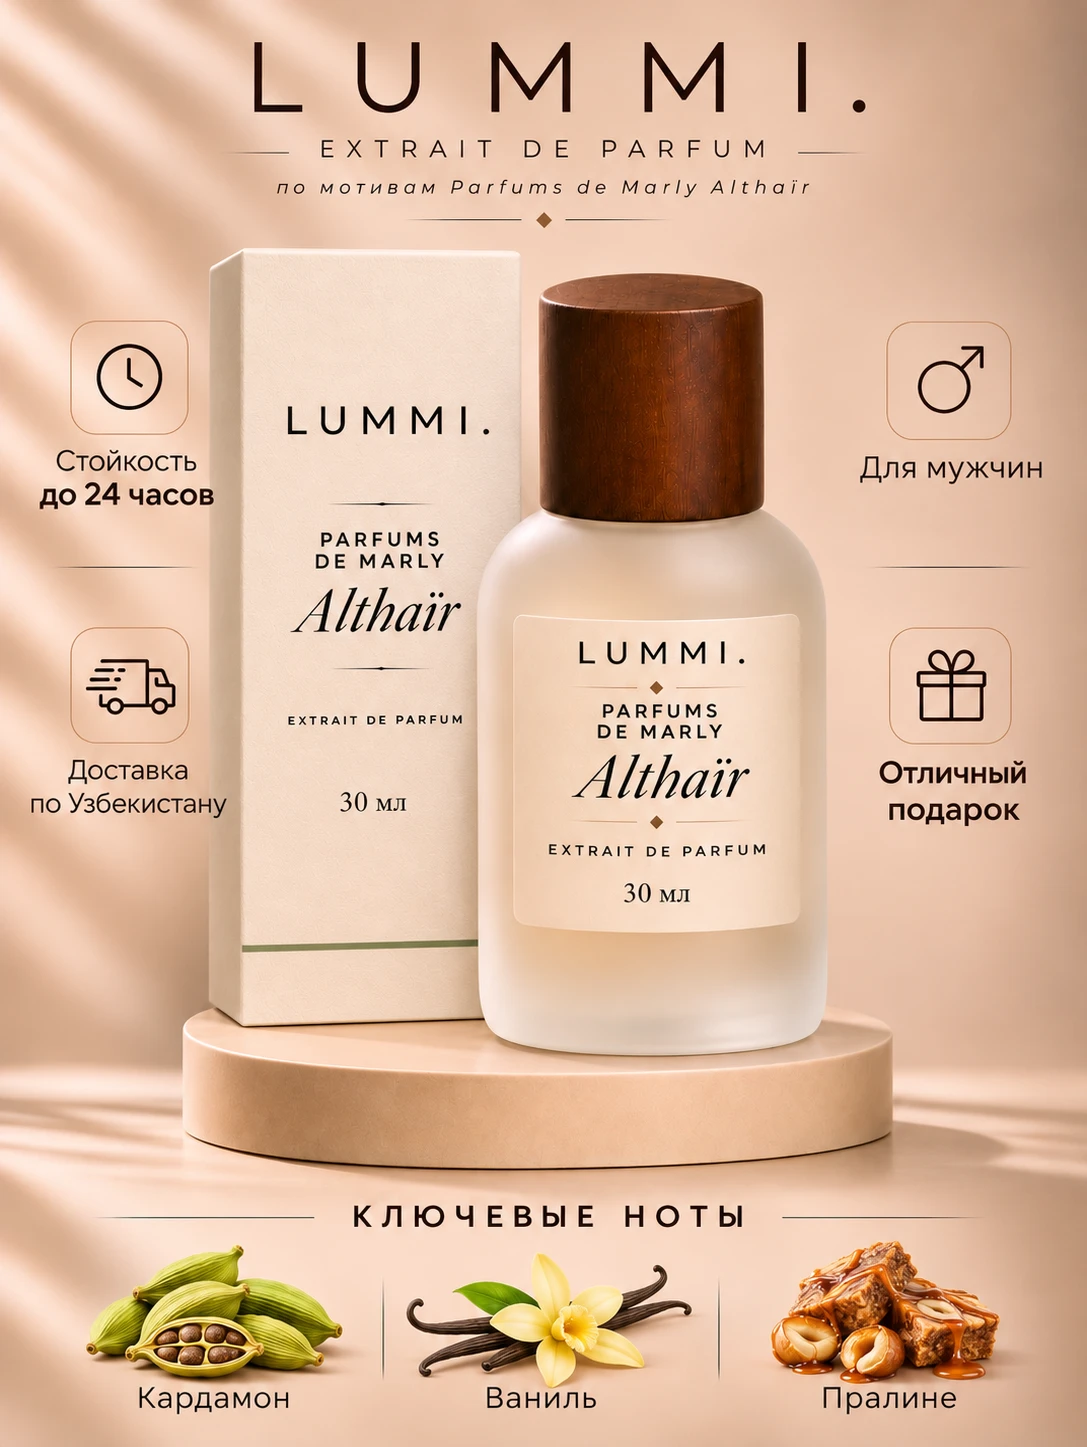 LUMMI.
EXTRAIT DE PARFUM
по мотивам Parfums de Marly Althaïr
Стойкость
до 24 часов
Доставка
по Узбекистану
LUMMI.
PARFUMS
DE MARLY
Althaïr
EXTRAIT DE PARFUM
30 мл
LUMMI.
PARFUMS
DE MARLY
Althaïr
EXTRAIT DE PARFUM
30 мл
Для мужчин
Отличный
подарок
КЛЮЧЕВЫЕ НОТЫ
Кардамон
Ваниль
Пралине